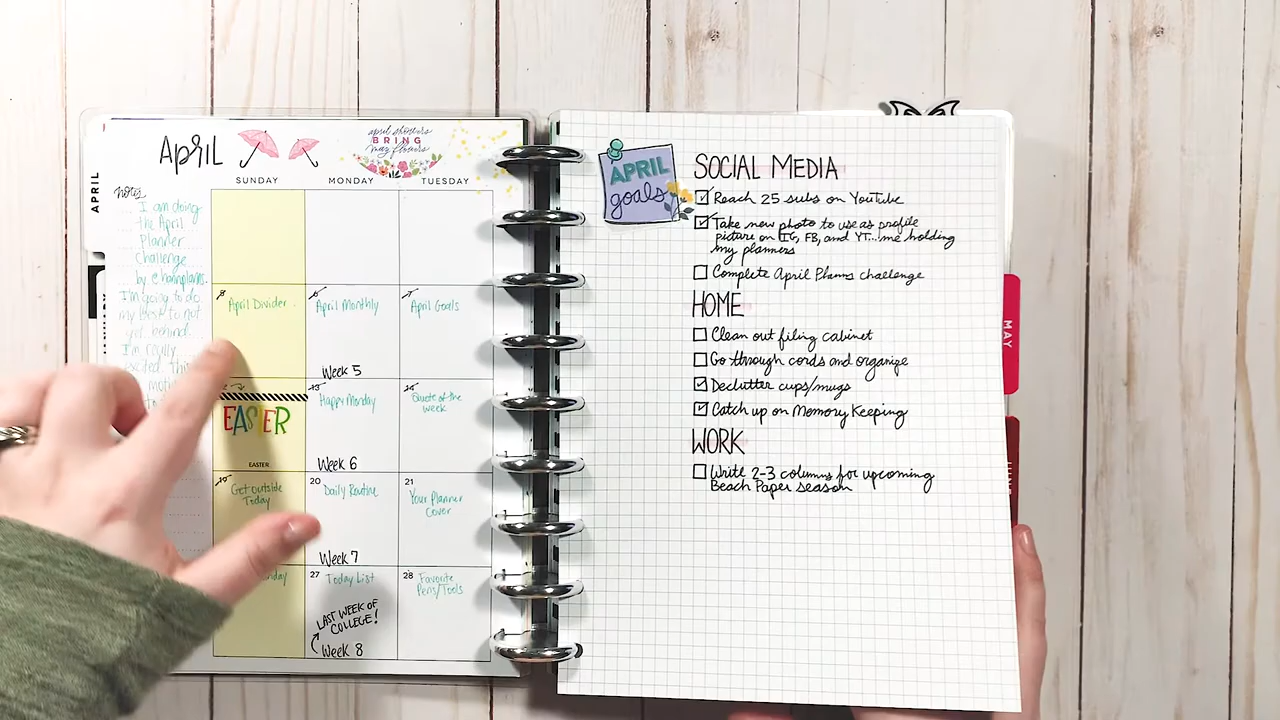 APRIL
April
april showers
BRING
may flowers
SUNDAY
MONDAY
TUESDAY
notes
I am doing
the April
Planner
Challenge
by
I'm going to do
my best to not
get behind.
I'm really
this
April Divider
April Monthly
Week 5
April Goals
EASTER
EASTER
13
Happy Monday
Week 6
14
Quote of the
week
19
Get outside
Today
20
Daily Routine
Week 7
21
Your Planner
Cover
27
Today List
LAST WEEK OF
COLLEGE!
Week 8
28
Favorite
Pens/Tools
APRIL
goals
SOCIAL MEDIA
Reach 25 subs on YouTube
Take new photo to use as profile
picture on IG, FB, and YT...me holding
my planners
Complete April Plans challenge
HOME
Clean out filing cabinet
Go through cords and organize
Declutter cups/mugs
Catch up on Memory Keeping
WORK
Write 2-3 columns for upcoming
Beach Paper season
MAY
JUNE